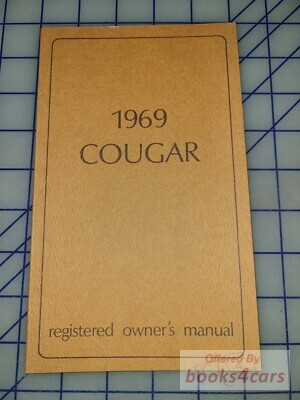 1969
COUGAR
registered owner's manual
Offered By
books4cars